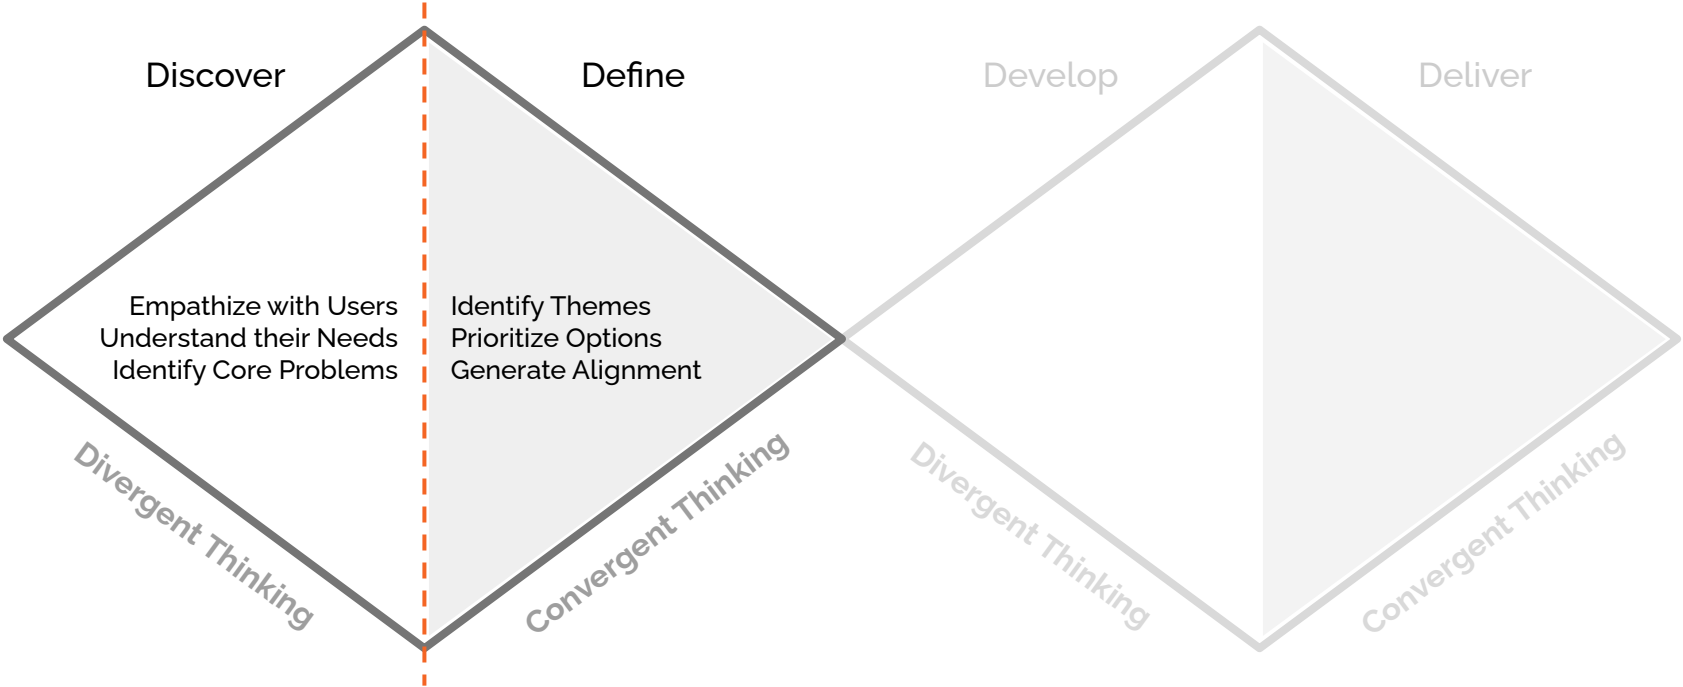 Discover
Define
Develop
Deliver
Empathize with Users
Understand their Needs
Identify Core Problems
Identify Themes
Prioritize Options
Generate Alignment
Divergent Thinking
Convergent Thinking
Divergent Thinking
Convergent Thinking